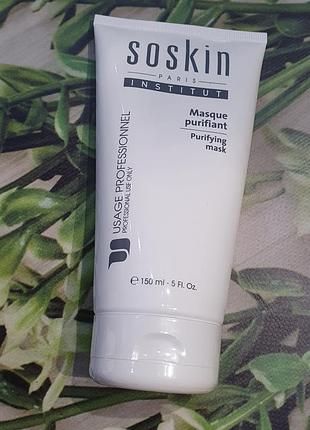 soskin
PARIS
INSTITUT
Masque
purifiant
Purifying
mask
USAGE PROFESSIONNEL
PROFESSIONAL USE ONLY
℮ 150 ml - 5 Fl. Oz.